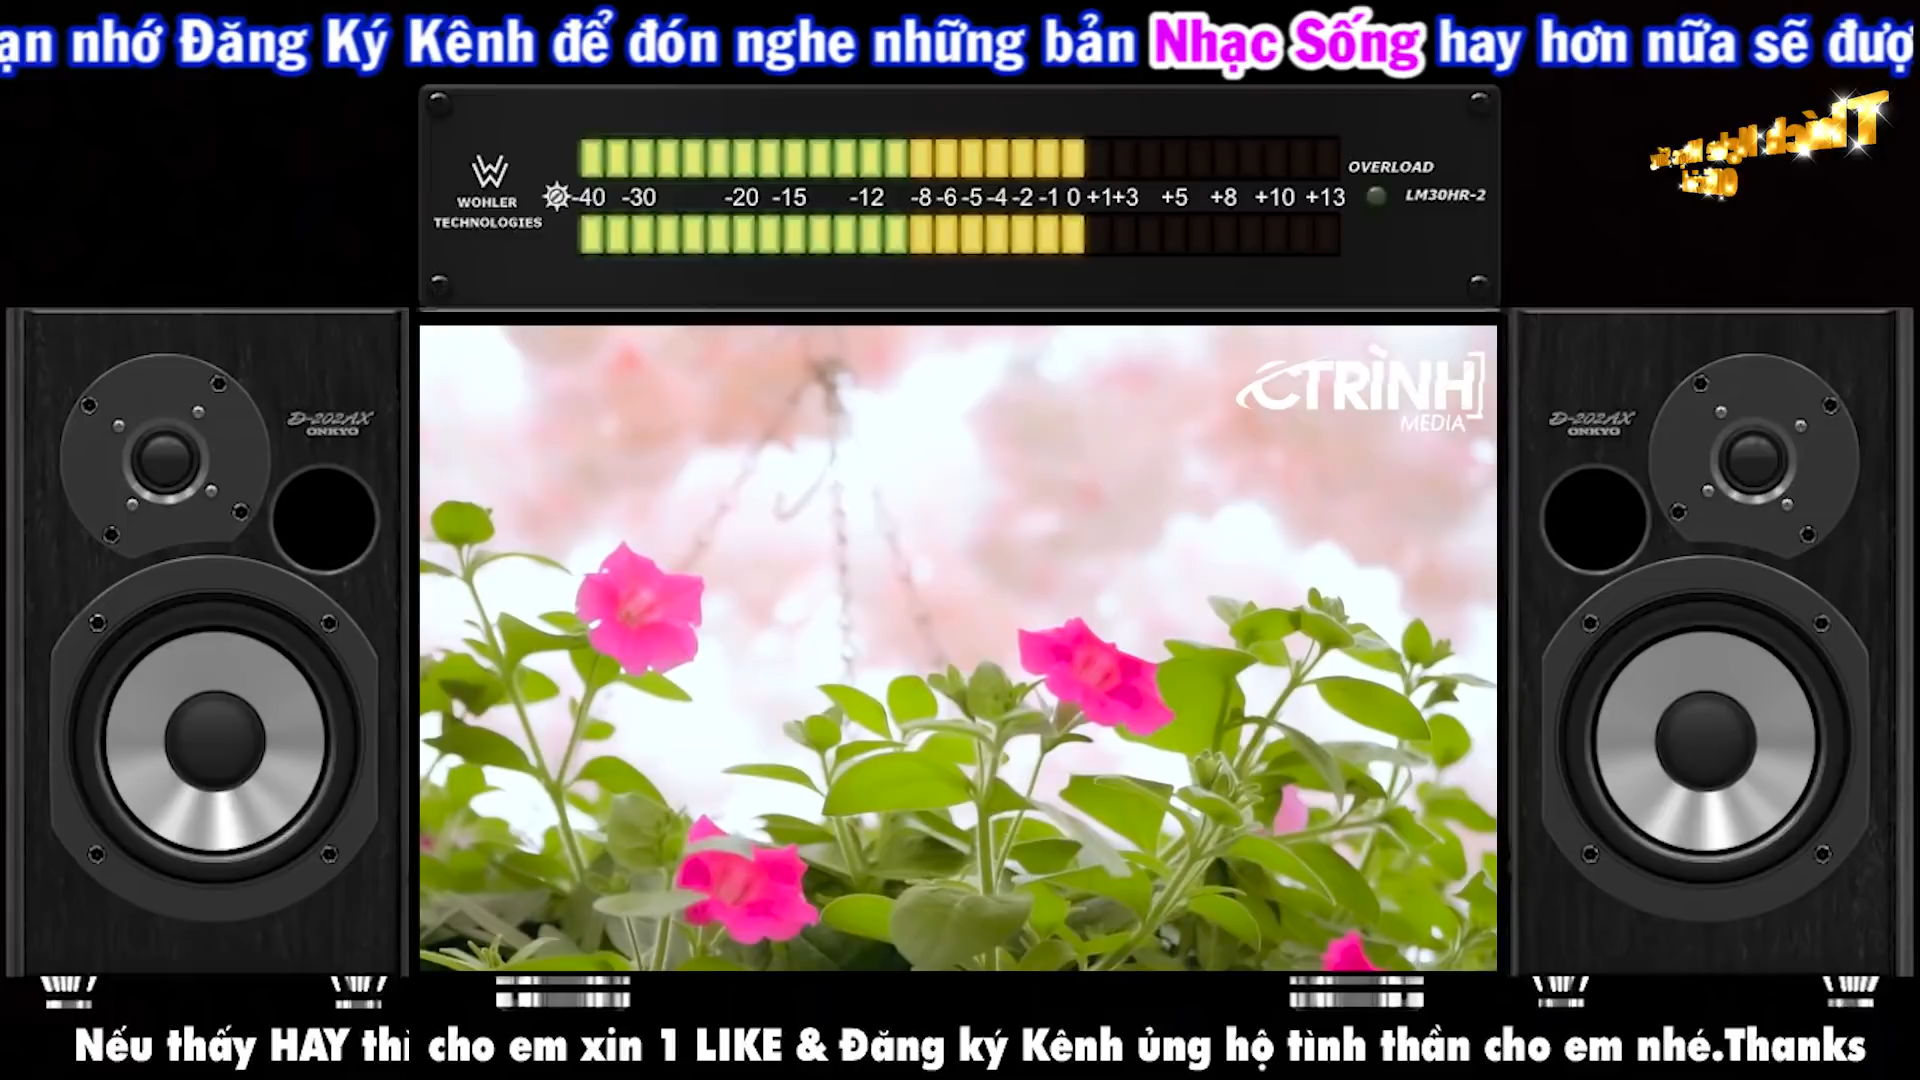 ạn nhớ Đăng Ký Kênh để đón nghe những bản Nhạc Sống hay hơn nữa sẽ đượ
OVERLOAD
WOHLER
TECHNOLOGIES
-40 -30 -20 -15 -12 -8 -6 -5 -4 -2 -1 0 +1 +3 +5 +8 +10 +13
LM30HR-2
CTRÌNH
MEDIA
D-202AX
ONKYO
D-202AX
ONKYO
Nếu thấy HAY thì cho em xin 1 LIKE & Đăng ký Kênh ủng hộ tình thần cho em nhé.Thanks